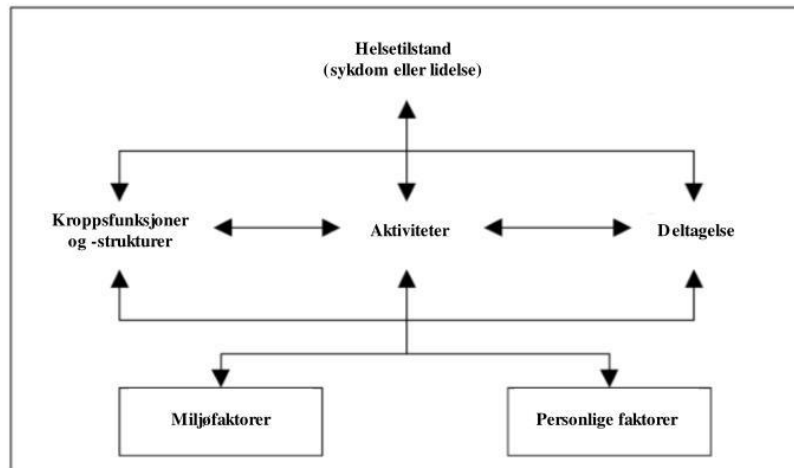 Helsetilstand
(sykdom eller lidelse)
Kroppsfunksjoner
og -strukturer
Aktiviteter
Deltagelse
Miljøfaktorer
Personlige faktorer